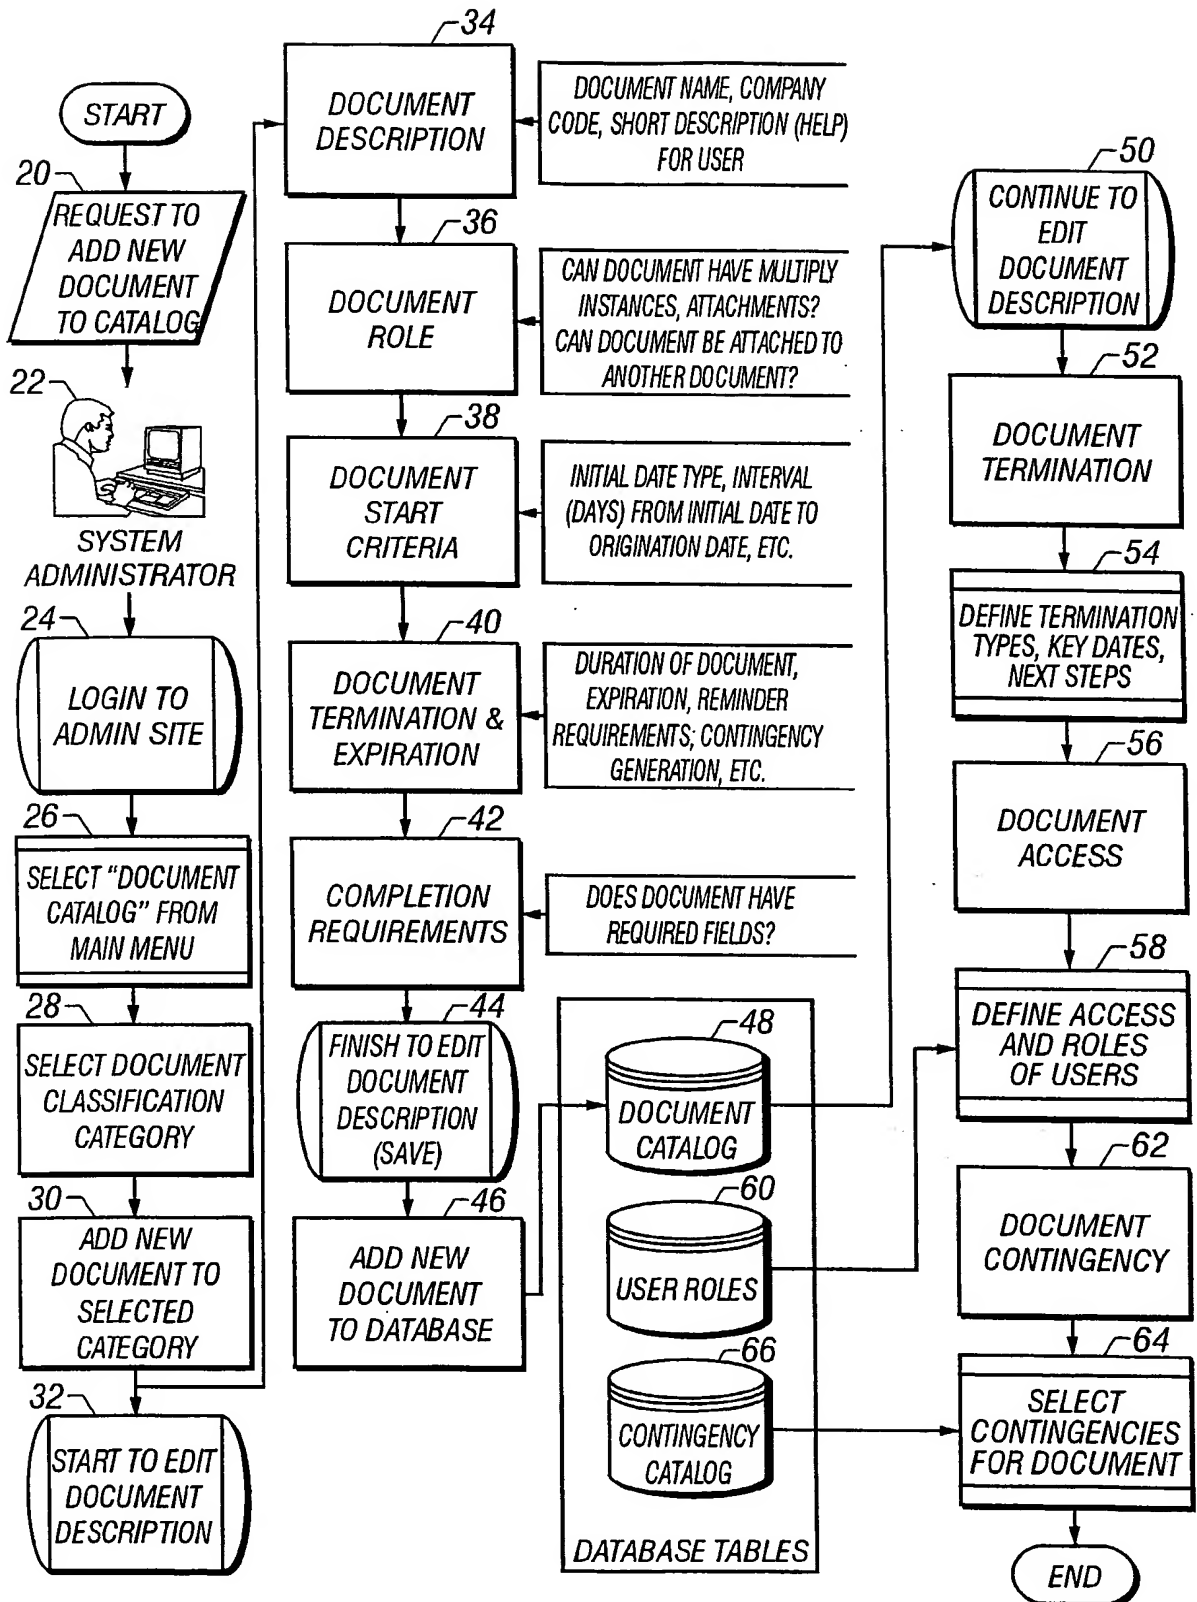 START
20
REQUEST TO
ADD NEW
DOCUMENT
TO CATALOG
22
SYSTEM
ADMINISTRATOR
24
LOGIN TO
ADMIN SITE
26
SELECT "DOCUMENT
CATALOG" FROM
MAIN MENU
28
SELECT DOCUMENT
CLASSIFICATION
CATEGORY
30
ADD NEW
DOCUMENT TO
SELECTED
CATEGORY
32
START TO EDIT
DOCUMENT
DESCRIPTION
34
DOCUMENT
DESCRIPTION
DOCUMENT NAME, COMPANY
CODE, SHORT DESCRIPTION (HELP)
FOR USER
36
DOCUMENT
ROLE
CAN DOCUMENT HAVE MULTIPLY
INSTANCES, ATTACHMENTS?
CAN DOCUMENT BE ATTACHED TO
ANOTHER DOCUMENT?
38
DOCUMENT
START
CRITERIA
INITIAL DATE TYPE, INTERVAL
(DAYS) FROM INITIAL DATE TO
ORIGINATION DATE, ETC.
40
DOCUMENT
TERMINATION &
EXPIRATION
DURATION OF DOCUMENT,
EXPIRATION, REMINDER
REQUIREMENTS; CONTINGENCY
GENERATION, ETC.
42
COMPLETION
REQUIREMENTS
DOES DOCUMENT HAVE
REQUIRED FIELDS?
44
FINISH TO EDIT
DOCUMENT
DESCRIPTION
(SAVE)
46
ADD NEW
DOCUMENT
TO DATABASE
48
DOCUMENT
CATALOG
60
USER ROLES
66
CONTINGENCY
CATALOG
DATABASE TABLES
50
CONTINUE TO
EDIT
DOCUMENT
DESCRIPTION
52
DOCUMENT
TERMINATION
54
DEFINE TERMINATION
TYPES, KEY DATES,
NEXT STEPS
56
DOCUMENT
ACCESS
58
DEFINE ACCESS
AND ROLES
OF USERS
62
DOCUMENT
CONTINGENCY
64
SELECT
CONTINGENCIES
FOR DOCUMENT
END